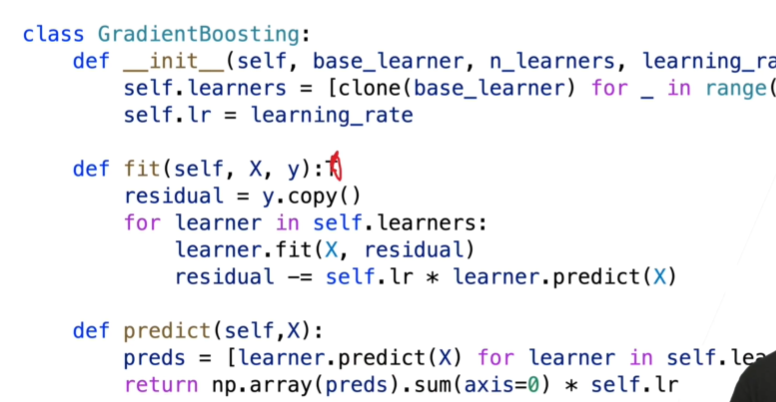 class GradientBoosting:
def __init__(self, base_learner, n_learners, learning_ra
self.learners = [clone(base_learner) for _ in range(
self.lr = learning_rate
def fit(self, X, y):
residual = y.copy()
for learner in self.learners:
learner.fit(X, residual)
residual -= self.lr * learner.predict(X)
def predict(self,X):
preds = [learner.predict(X) for learner in self.lea
return np.array(preds).sum(axis=0) * self.lr